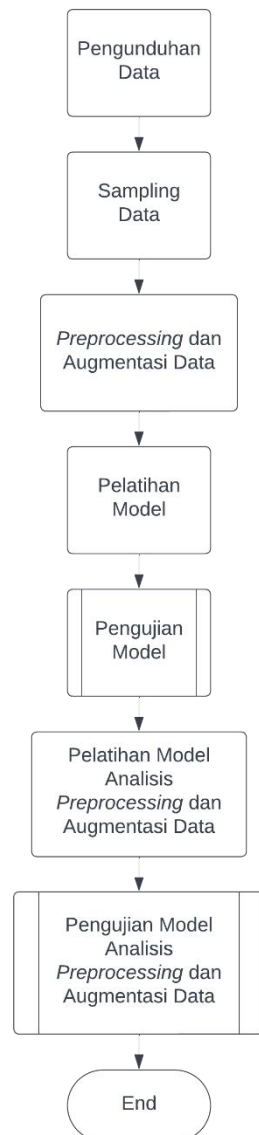 Pengunduhan
Data
Sampling
Data
Preprocessing dan
Augmentasi Data
Pelatihan
Model
Pengujian
Model
Pelatihan Model
Analisis
Preprocessing dan
Augmentasi Data
Pengujian Model
Analisis
Preprocessing dan
Augmentasi Data
End